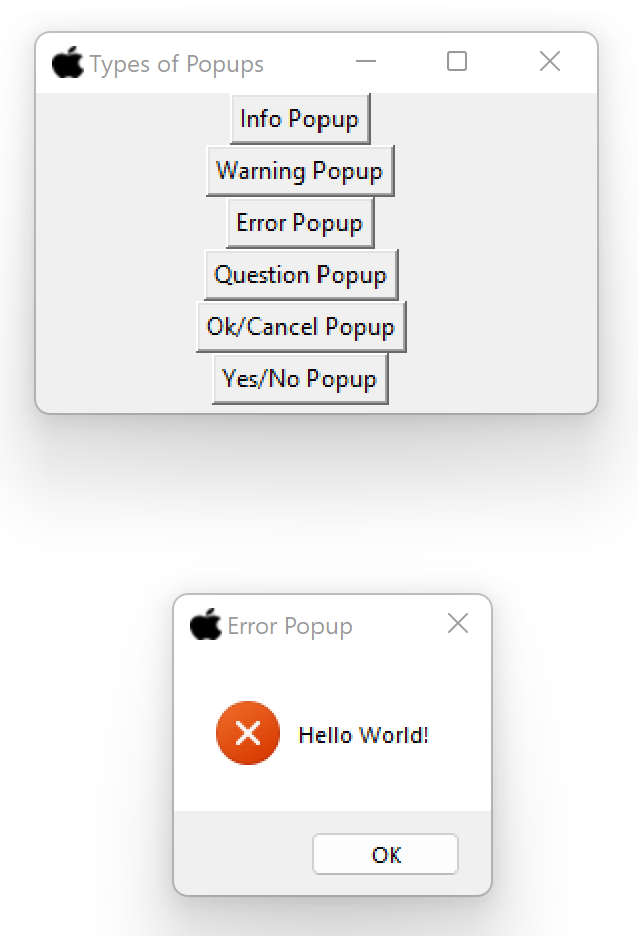 Types of Popups
Info Popup
Warning Popup
Error Popup
Question Popup
Ok/Cancel Popup
Yes/No Popup
Error Popup
Hello World!
OK